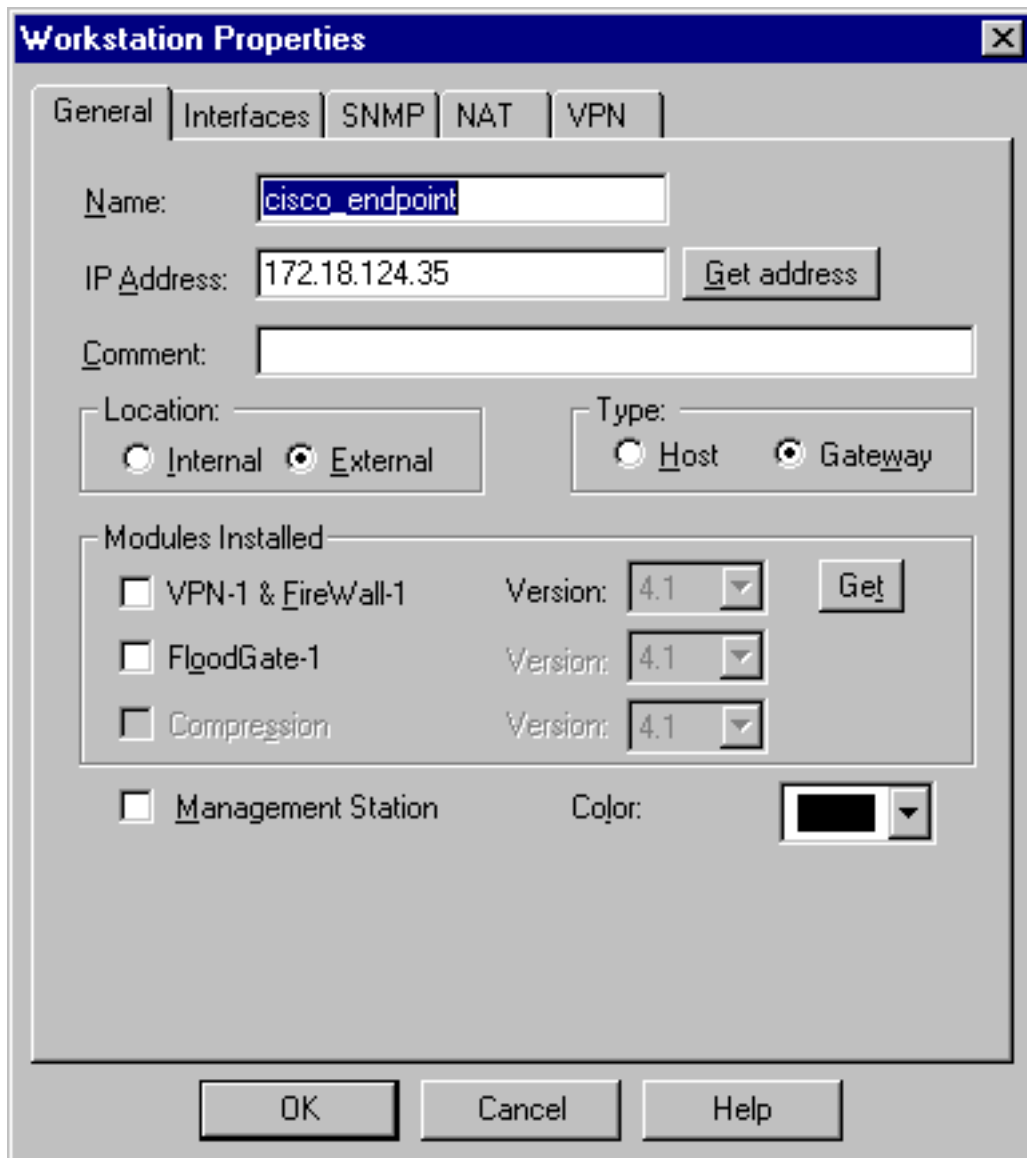 Workstation Properties
General Interfaces SNMP NAT VPN
Name: cisco_endpoint
IP Address: 172.18.124.35 Get address
Comment:
Location: Type:
Internal External Host Gateway
Modules Installed
VPN-1 & FireWall-1 Version: 4.1 Get
FloodGate-1 Version: 4.1
Compression Version: 4.1
Management Station Color:
OK Cancel Help